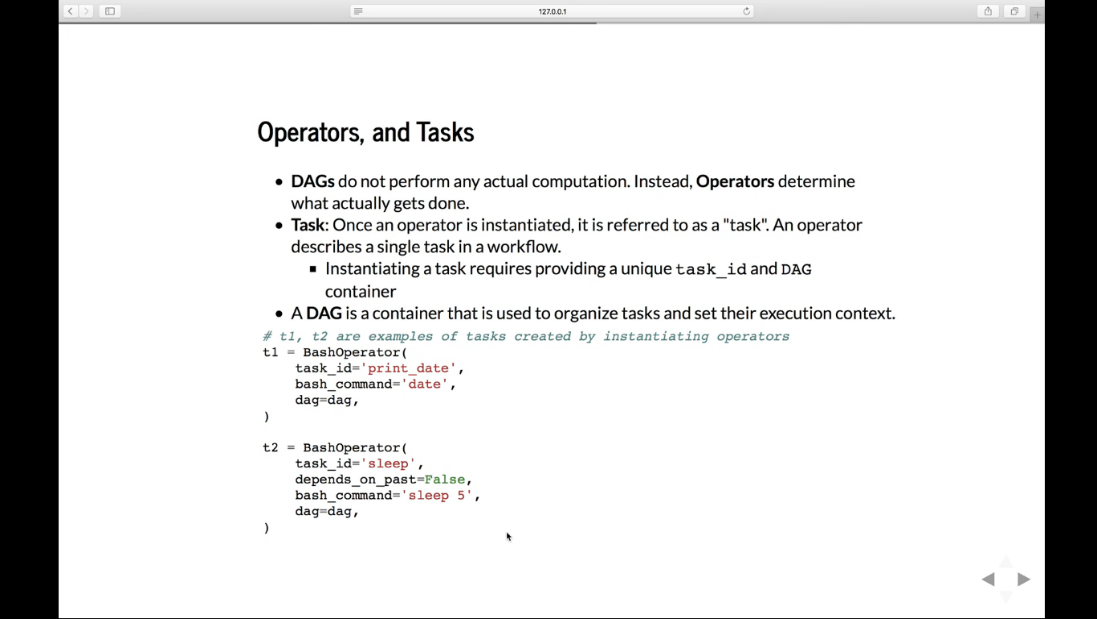 127.0.0.1
Operators, and Tasks
• DAGs do not perform any actual computation. Instead, Operators determine
what actually gets done.
• Task: Once an operator is instantiated, it is referred to as a "task". An operator
describes a single task in a workflow.
▪ Instantiating a task requires providing a unique task_id and DAG
container
• A DAG is a container that is used to organize tasks and set their execution context.
# t1, t2 are examples of tasks created by instantiating operators
t1 = BashOperator(
    task_id='print_date',
    bash_command='date',
    dag=dag,
)
t2 = BashOperator(
    task_id='sleep',
    depends_on_past=False,
    bash_command='sleep 5',
    dag=dag,
)